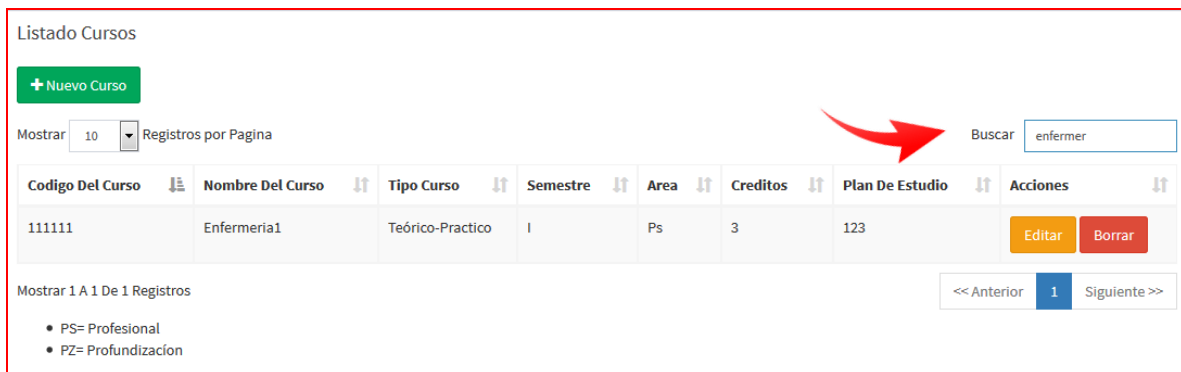 Listado Cursos
+ Nuevo Curso
Mostrar 10 Registros por Pagina Buscar enfermer
Codigo Del Curso Nombre Del Curso Tipo Curso Semestre Area Creditos Plan De Estudio Acciones
111111 Enfermeria1 Teórico-Practico I Ps 3 123 Editar Borrar
Mostrar 1 A 1 De 1 Registros << Anterior 1 Siguiente >>
• PS= Profesional
• PZ= Profundizacíon